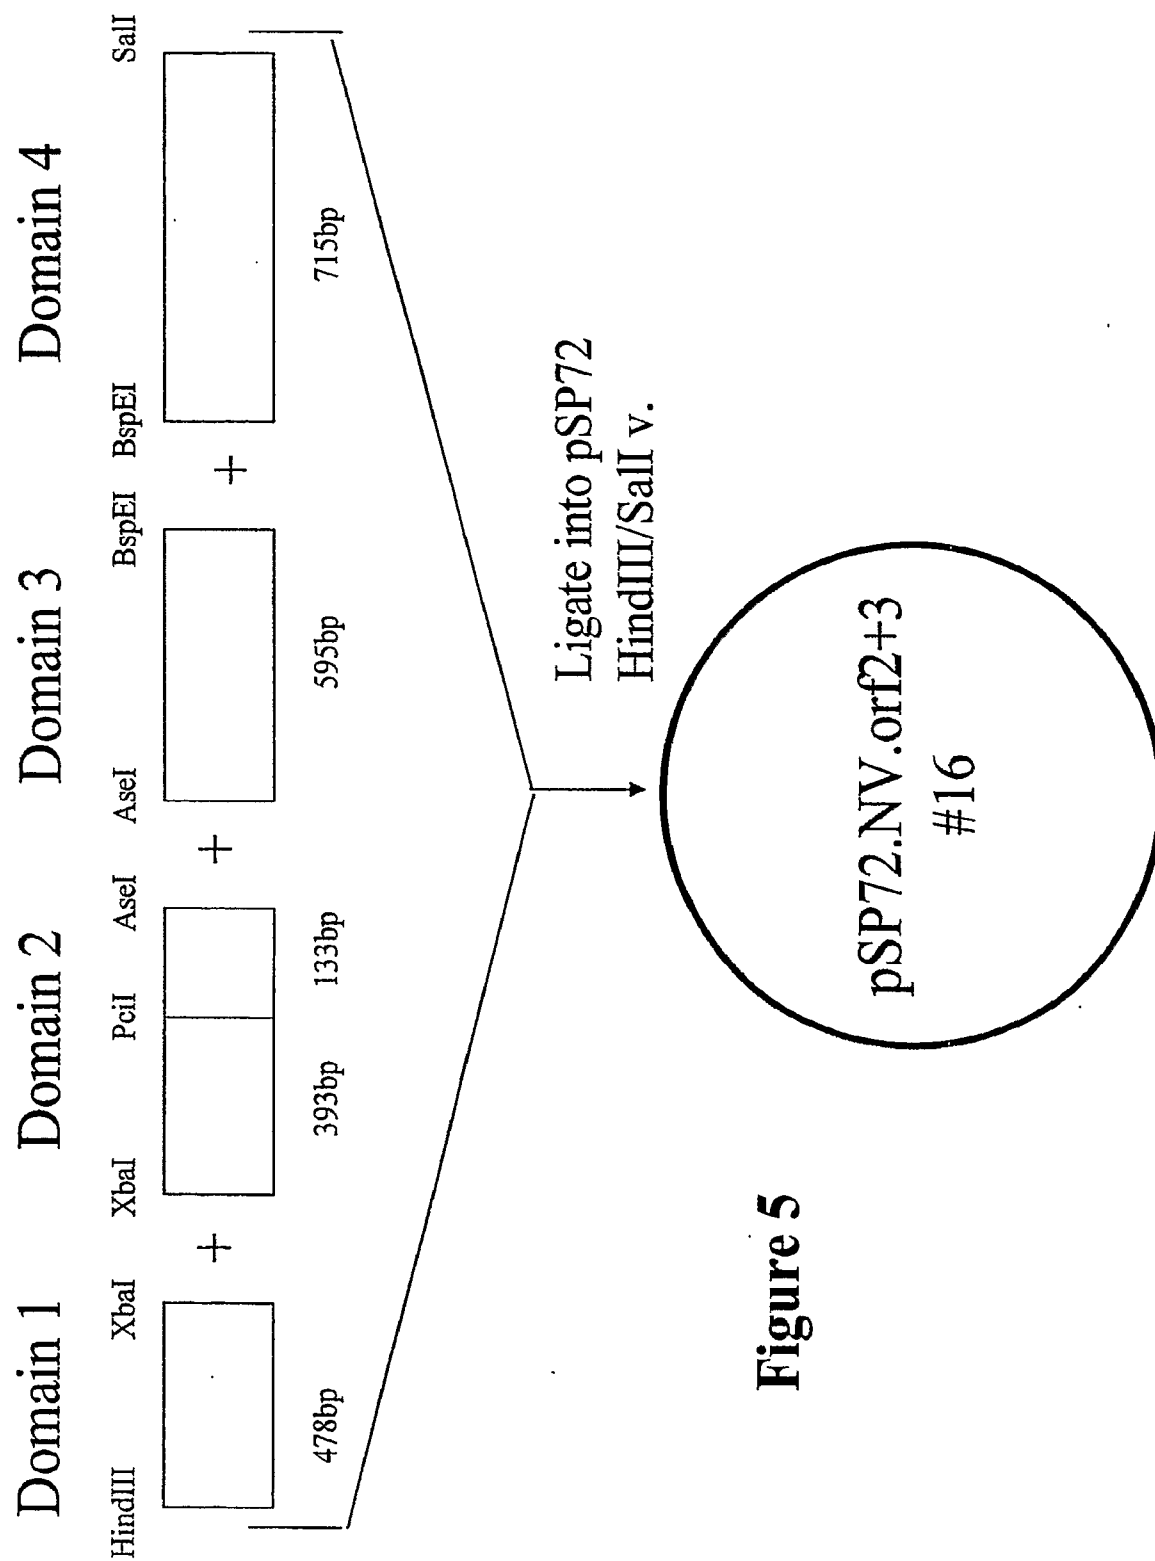 Domain 1 Domain 2 Domain 3 Domain 4
HindIII XbaI XbaI PciI AseI AseI BspEI BspEI SalI
+ + +
478bp 393bp 133bp 595bp 715bp
Ligate into pSP72
HindIII/SalI v.
pSP72.NV.orf2+3
#16
Figure 5